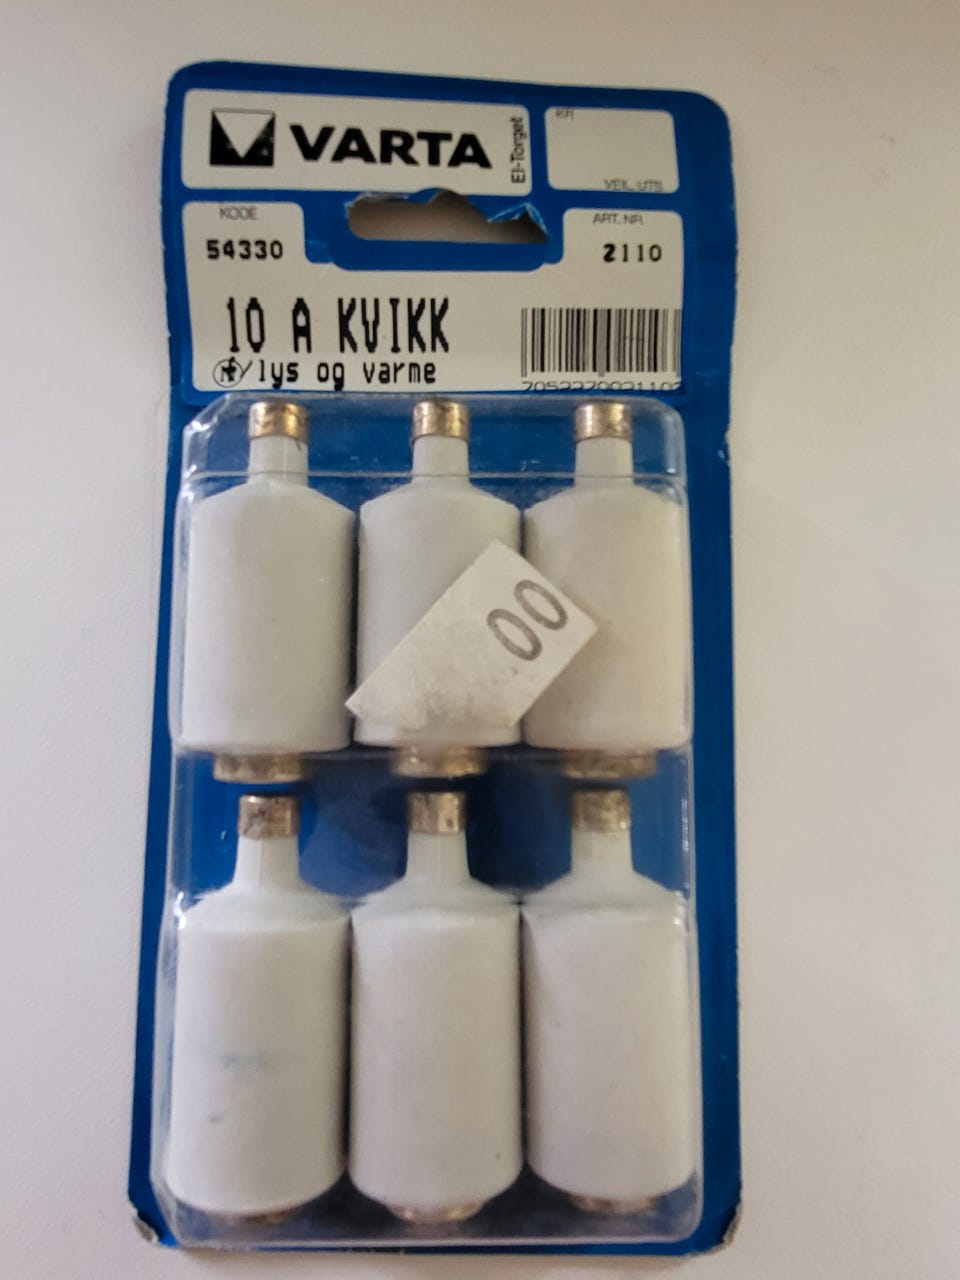 VARTA
El-Torget
KR
VEIL. UTS.
KODE
54330
ART. NR.
2110
10 A KVIKK
N/lys og varme
00